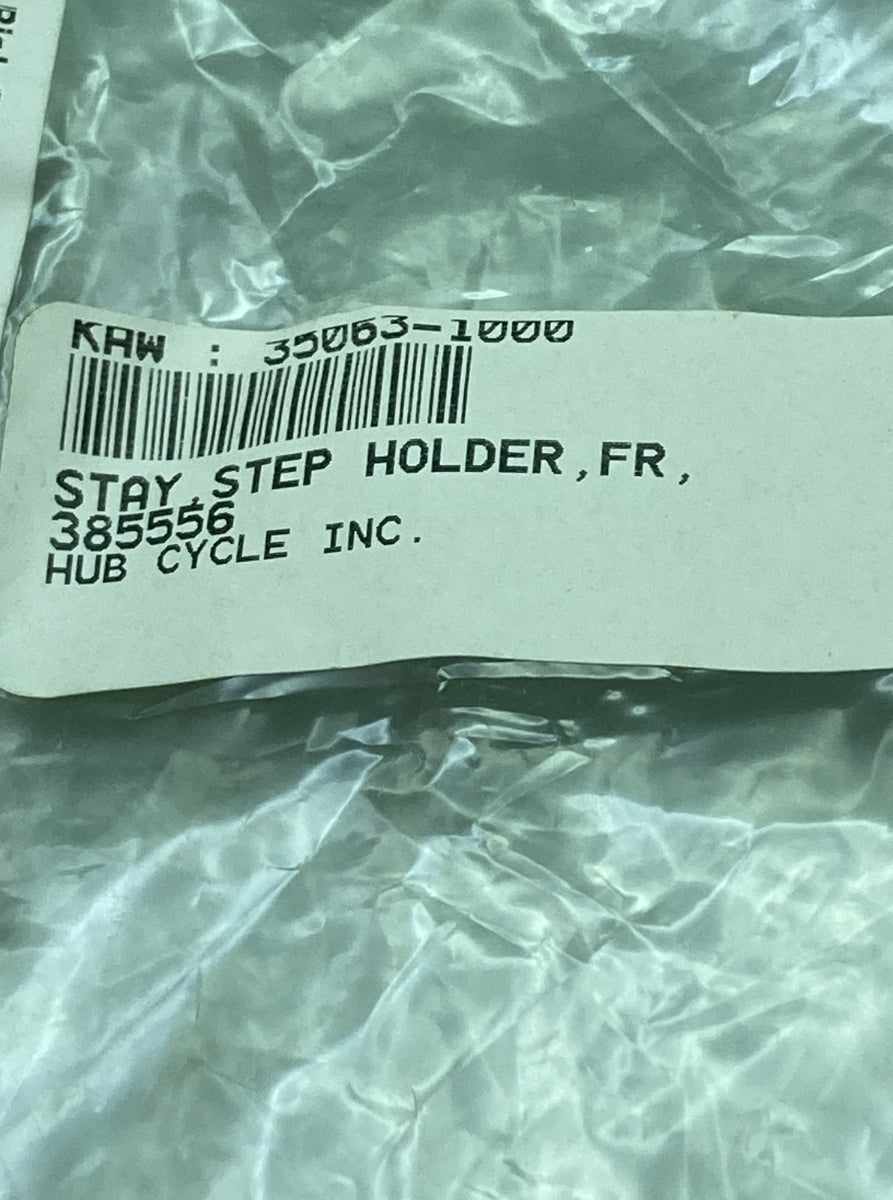 KAW : 35063-1000
STAY,STEP HOLDER,FR,
385556
HUB CYCLE INC.